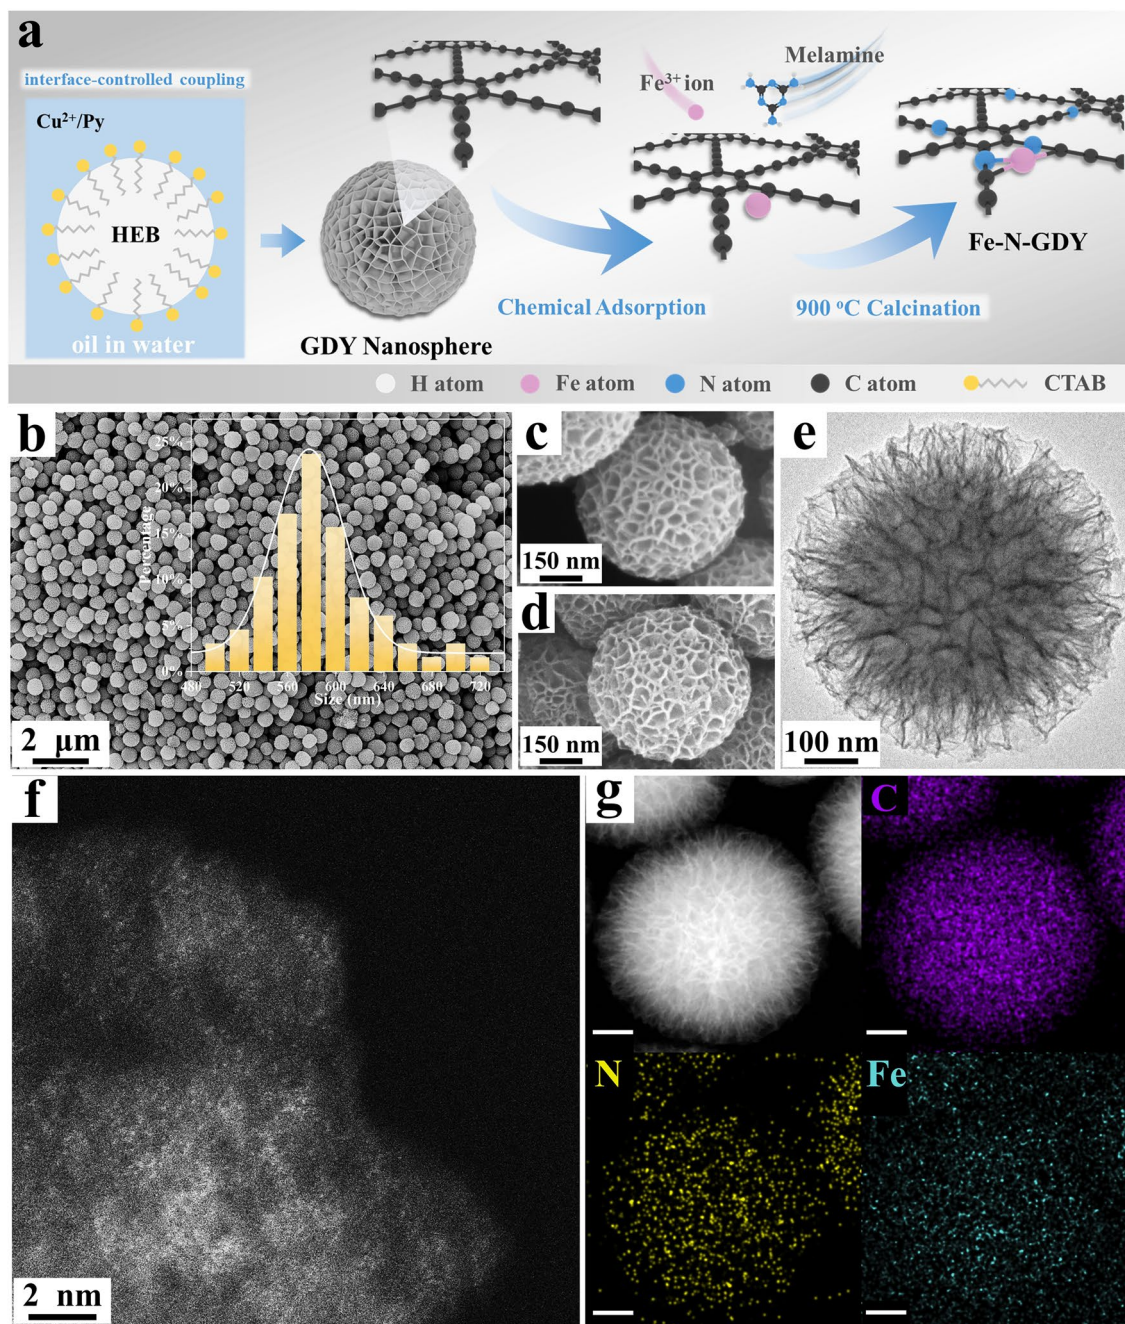 a
interface-controlled coupling
Cu²⁺/Py
HEB
oil in water
GDY Nanosphere
Chemical Adsorption
Fe³⁺ ion
Melamine
900 ᵒC Calcination
Fe-N-GDY
H atom
Fe atom
N atom
C atom
CTAB
b
25%
20%
15%
10%
5%
0%
Percentage
480
520
560
600
640
680
720
Size (nm)
2 μm
c
150 nm
d
150 nm
e
100 nm
f
2 nm
g
C
N
Fe